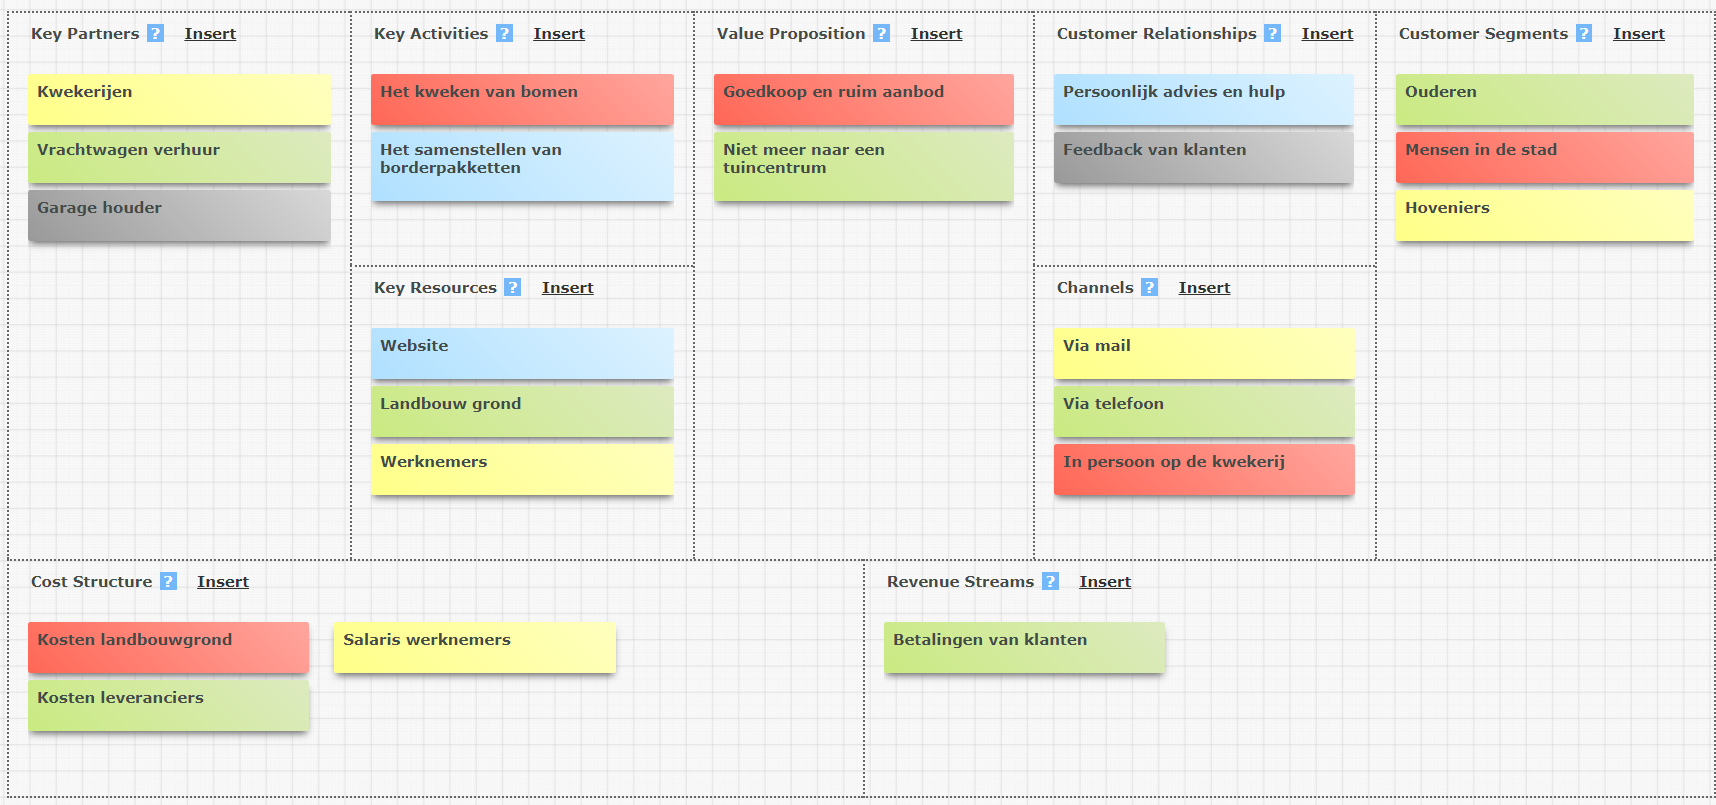 Key Partners ? Insert
Kwekerijen
Vrachtwagen verhuur
Garage houder
Key Activities ? Insert
Het kweken van bomen
Het samenstellen van
borderpakketten
Key Resources ? Insert
Website
Landbouw grond
Werknemers
Value Proposition ? Insert
Goedkoop en ruim aanbod
Niet meer naar een
tuincentrum
Customer Relationships ? Insert
Persoonlijk advies en hulp
Feedback van klanten
Channels ? Insert
Via mail
Via telefoon
In persoon op de kwekerij
Customer Segments ? Insert
Ouderen
Mensen in de stad
Hoveniers
Cost Structure ? Insert
Kosten landbouwgrond
Kosten leveranciers
Salaris werknemers
Revenue Streams ? Insert
Betalingen van klanten